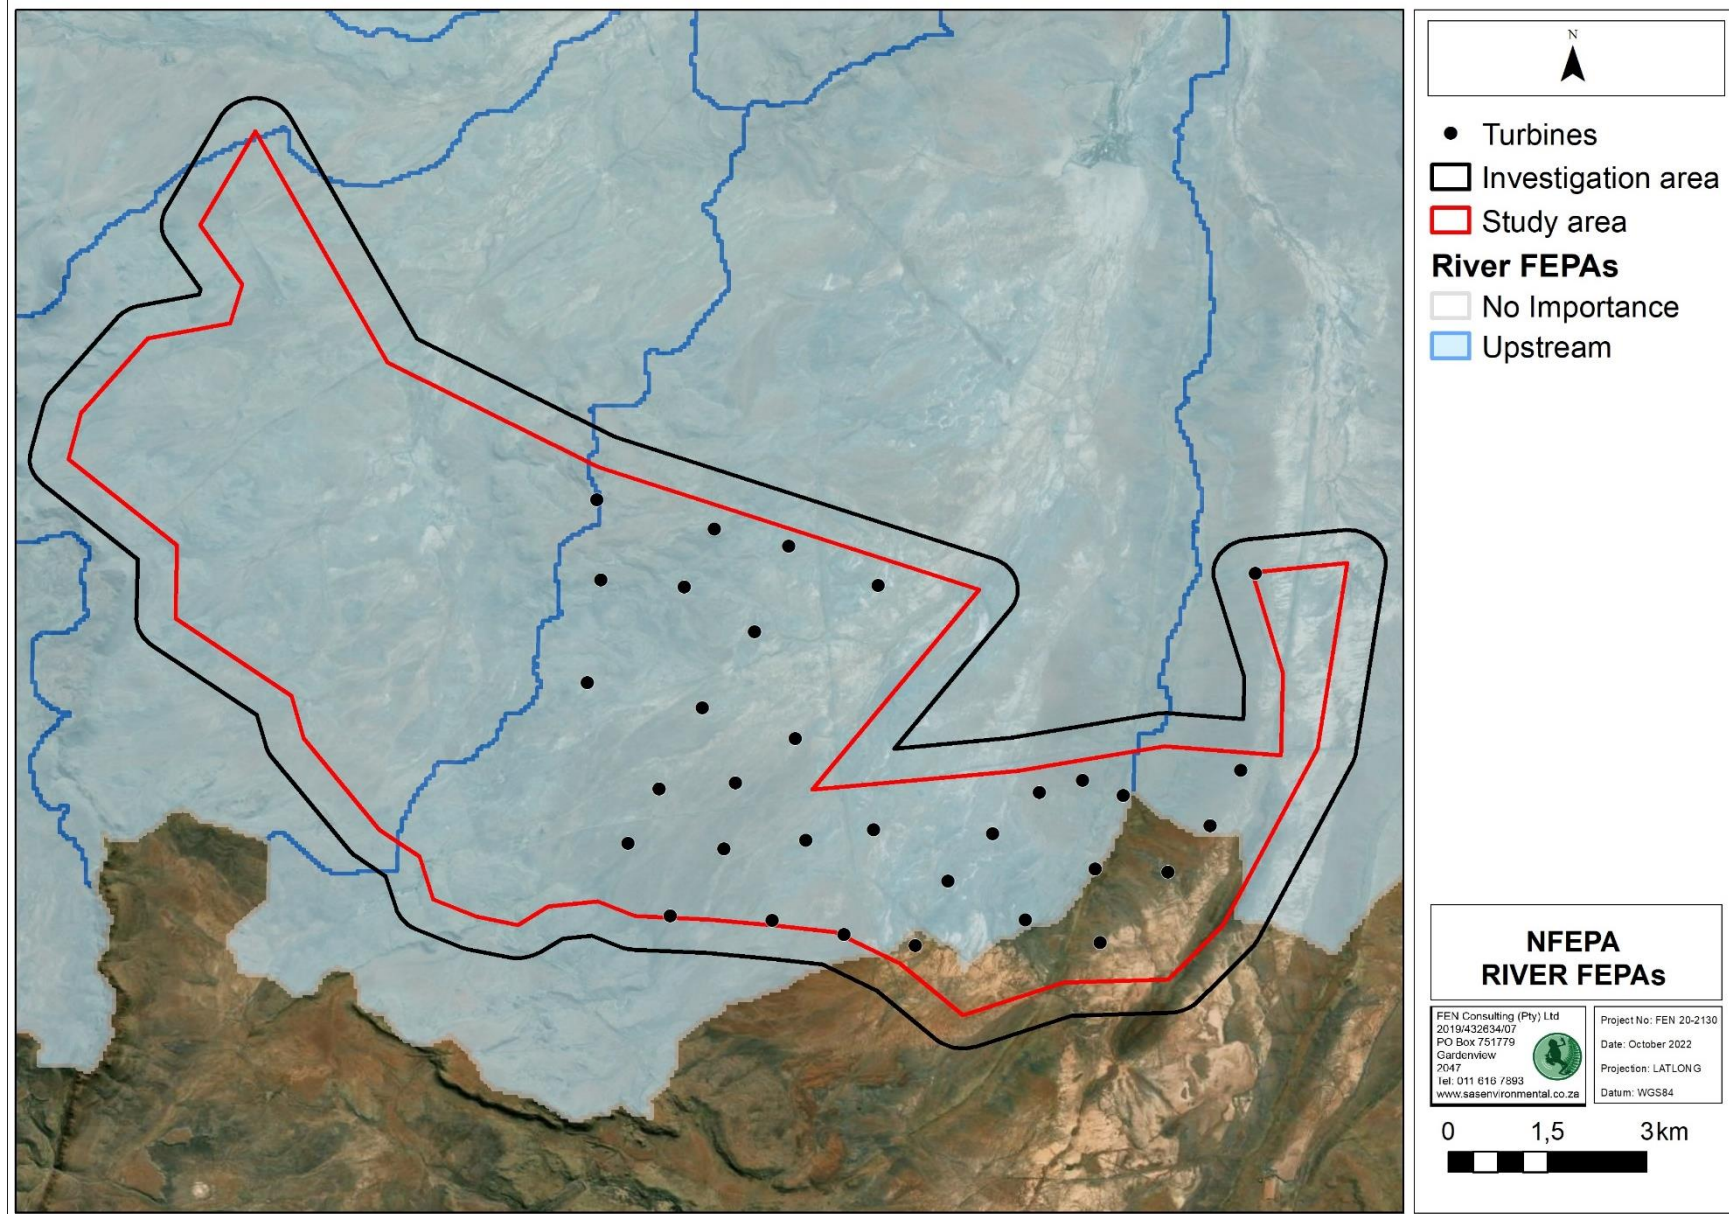 N
Turbines
Investigation area
Study area
River FEPAs
No Importance
Upstream
NFEPA
RIVER FEPAs
FEN Consulting (Pty) Ltd
2019/432634/07
PO Box 751779
Gardenview
2047
Tel: 011 616 7893
www.sasenvironmental.co.za
Project No: FEN 20-2130
Date: October 2022
Projection: LATLONG
Datum: WGS84
0 1,5 3 km